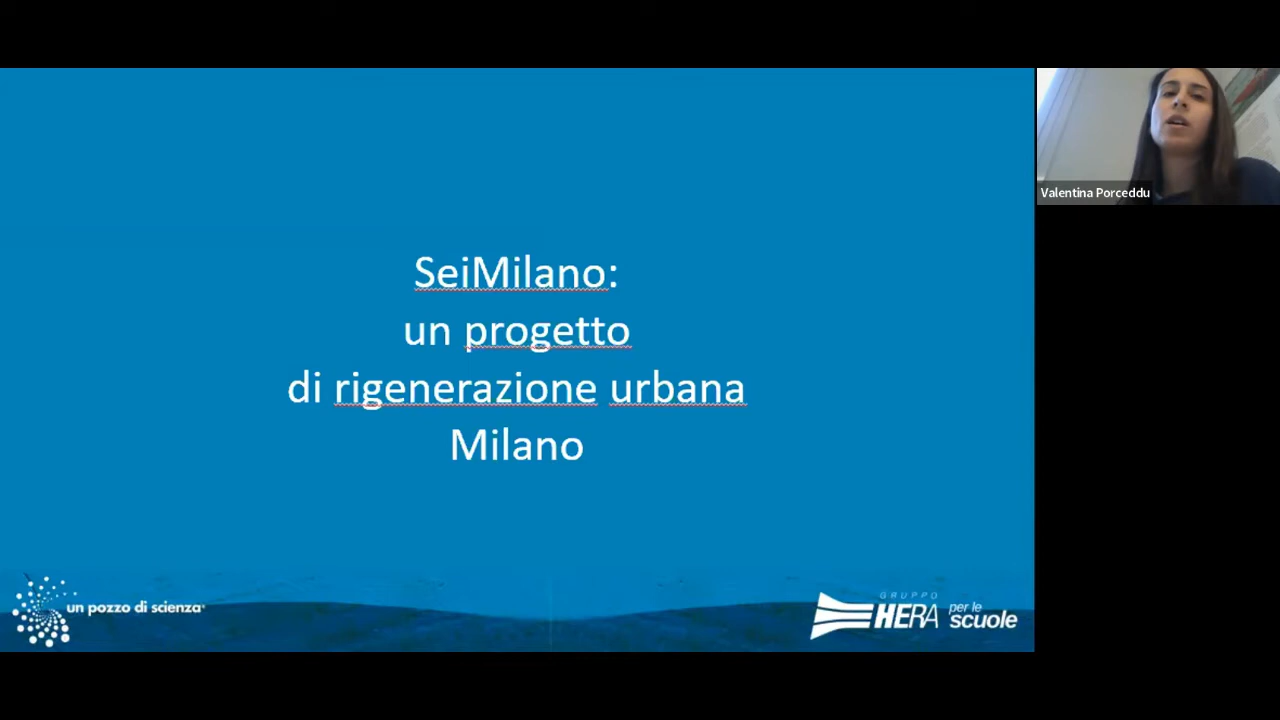 SeiMilano:
un progetto
di rigenerazione urbana
Milano
un pozzo di scienza
GRUPPO
HERA
per le
scuole
Valentina Porceddu